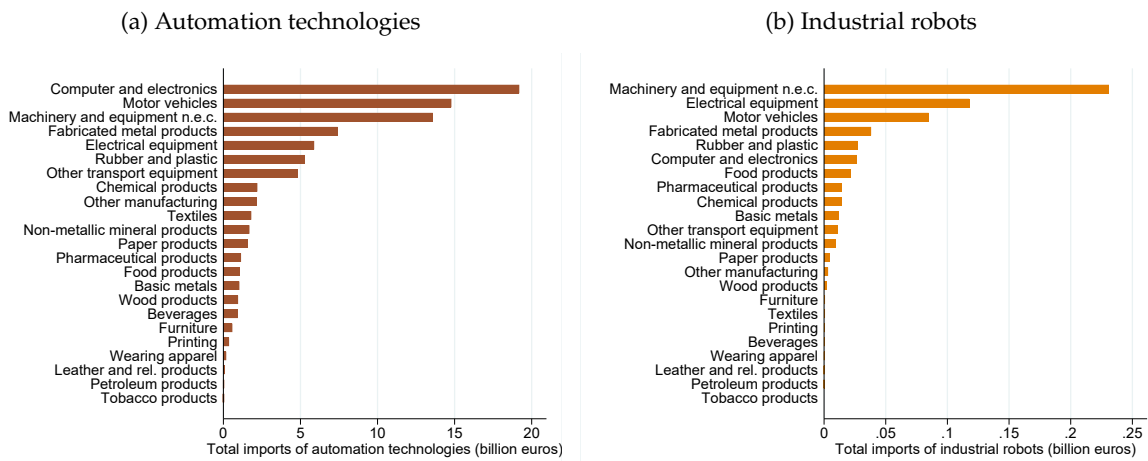 (a) Automation technologies
Computer and electronics
Motor vehicles
Machinery and equipment n.e.c.
Fabricated metal products
Electrical equipment
Rubber and plastic
Other transport equipment
Chemical products
Other manufacturing
Textiles
Non-metallic mineral products
Paper products
Pharmaceutical products
Food products
Basic metals
Wood products
Beverages
Furniture
Printing
Wearing apparel
Leather and rel. products
Petroleum products
Tobacco products
0 5 10 15 20
Total imports of automation technologies (billion euros)
(b) Industrial robots
Machinery and equipment n.e.c.
Electrical equipment
Motor vehicles
Fabricated metal products
Rubber and plastic
Computer and electronics
Food products
Pharmaceutical products
Chemical products
Basic metals
Other transport equipment
Non-metallic mineral products
Paper products
Other manufacturing
Wood products
Furniture
Textiles
Printing
Beverages
Wearing apparel
Leather and rel. products
Petroleum products
Tobacco products
0 .05 .1 .15 .2 .25
Total imports of industrial robots (billion euros)